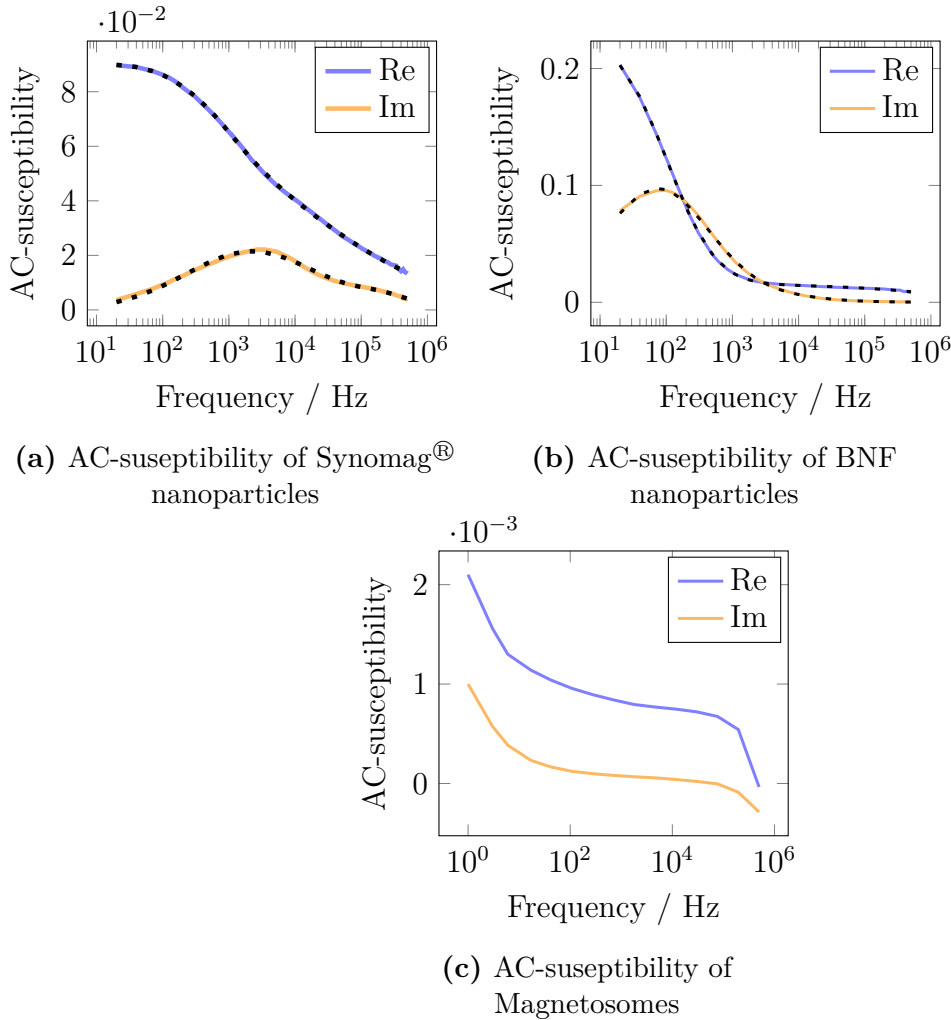 ·10⁻²
8
6
4
2
0
AC-susceptibility
Re
Im
10¹ 10² 10³ 10⁴ 10⁵ 10⁶
Frequency / Hz
(a) AC-suseptibility of Synomag®
nanoparticles
0.2
0.1
0
AC-susceptibility
Re
Im
10¹ 10² 10³ 10⁴ 10⁵ 10⁶
Frequency / Hz
(b) AC-suseptibility of BNF
nanoparticles
·10⁻³
2
1
0
AC-susceptibility
Re
Im
10⁰ 10² 10⁴ 10⁶
Frequency / Hz
(c) AC-suseptibility of
Magnetosomes